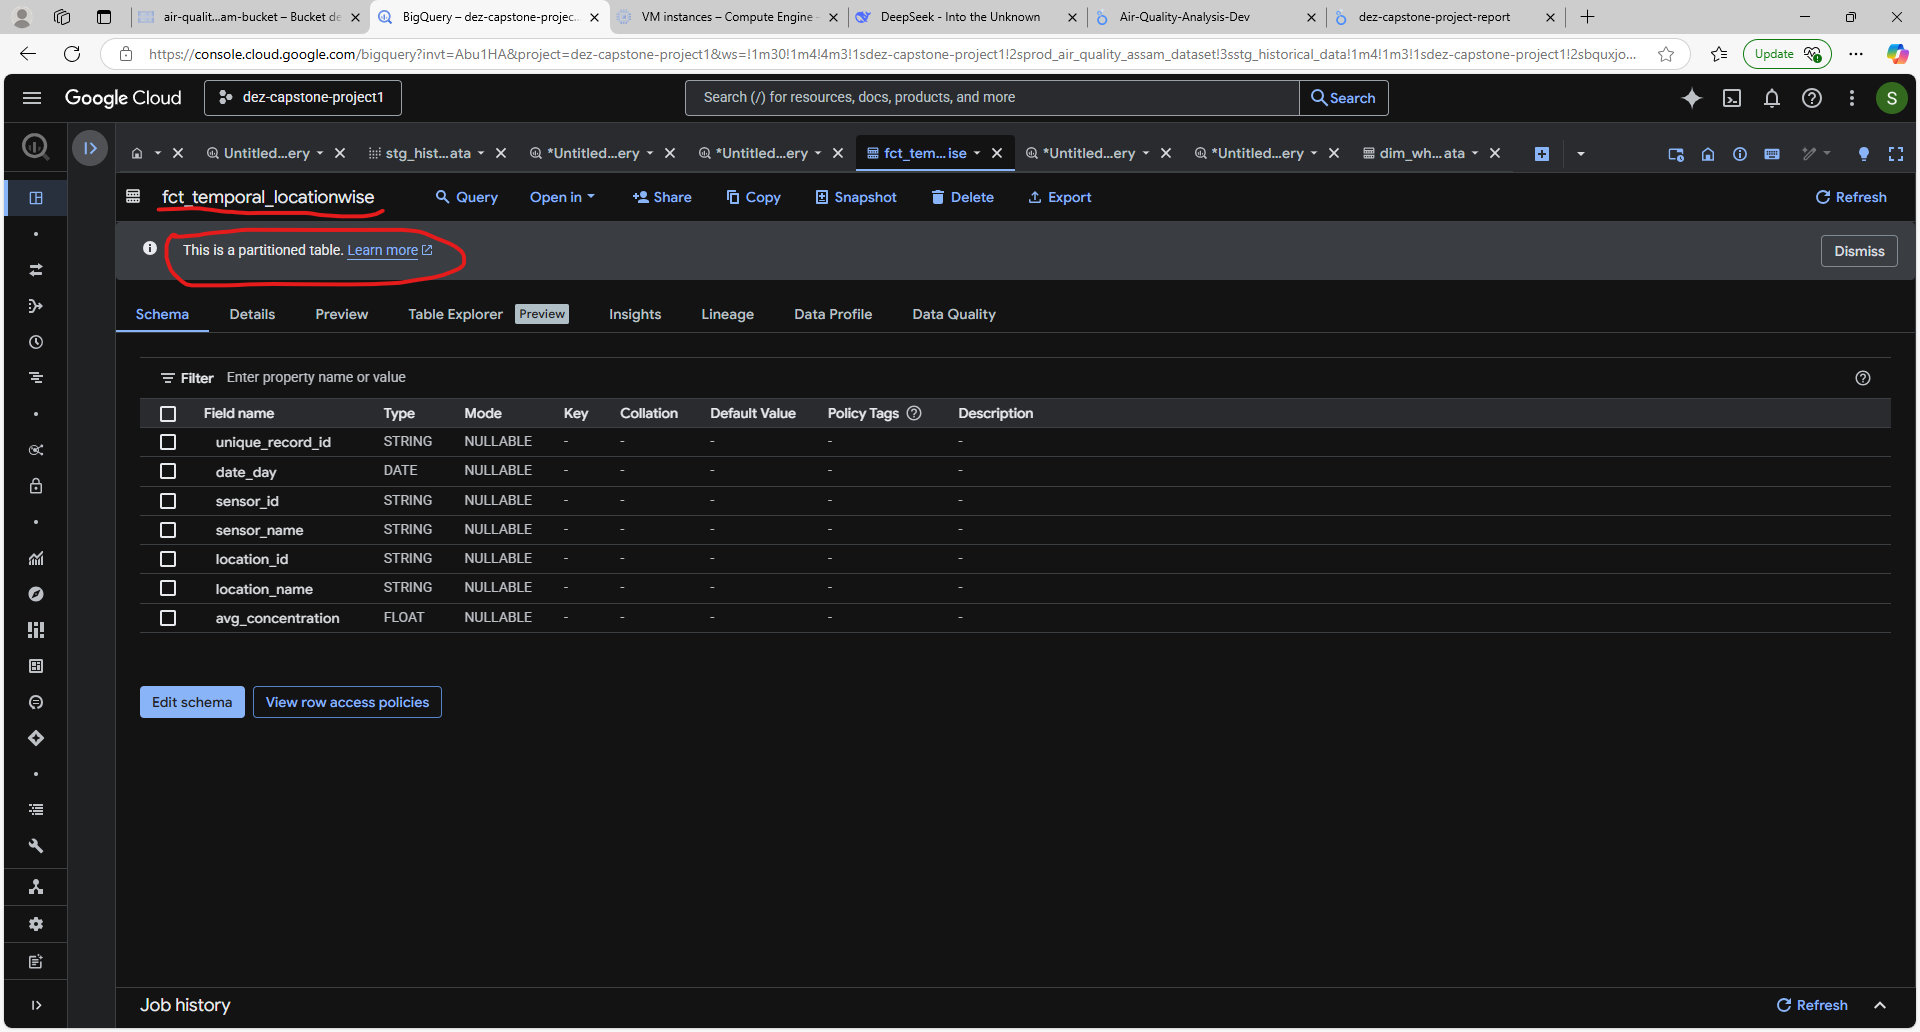 air-qualit...am-bucket – Bucket de
BigQuery – dez-capstone-projec...
VM instances – Compute Engine -
DeepSeek - Into the Unknown
Air-Quality-Analysis-Dev
dez-capstone-project-report
https://console.cloud.google.com/bigquery?invt=Abu1HA&project=dez-capstone-project1&ws=!1m30!1m4!4m3!1sdez-capstone-project1!2sprod_air_quality_assam_dataset!3sstg_historical_data!1m4!1m3!1sdez-capstone-project1!2sbquxjo...
Update
Google Cloud
dez-capstone-project1
Search (/) for resources, docs, products, and more
Search
S
Untitled...ery
stg_hist...ata
*Untitled...ery
*Untitled...ery
fct_tem...ise
*Untitled...ery
*Untitled...ery
dim_wh...ata
fct_temporal_locationwise
Query
Open in
Share
Copy
Snapshot
Delete
Export
Refresh
This is a partitioned table. Learn more
Dismiss
Schema
Details
Preview
Table Explorer
Preview
Insights
Lineage
Data Profile
Data Quality
Filter Enter property name or value
Field name Type Mode Key Collation Default Value Policy Tags Description
unique_record_id STRING NULLABLE - - - - -
date_day DATE NULLABLE - - - - -
sensor_id STRING NULLABLE - - - - -
sensor_name STRING NULLABLE - - - - -
location_id STRING NULLABLE - - - - -
location_name STRING NULLABLE - - - - -
avg_concentration FLOAT NULLABLE - - - - -
Edit schema
View row access policies
Job history
Refresh